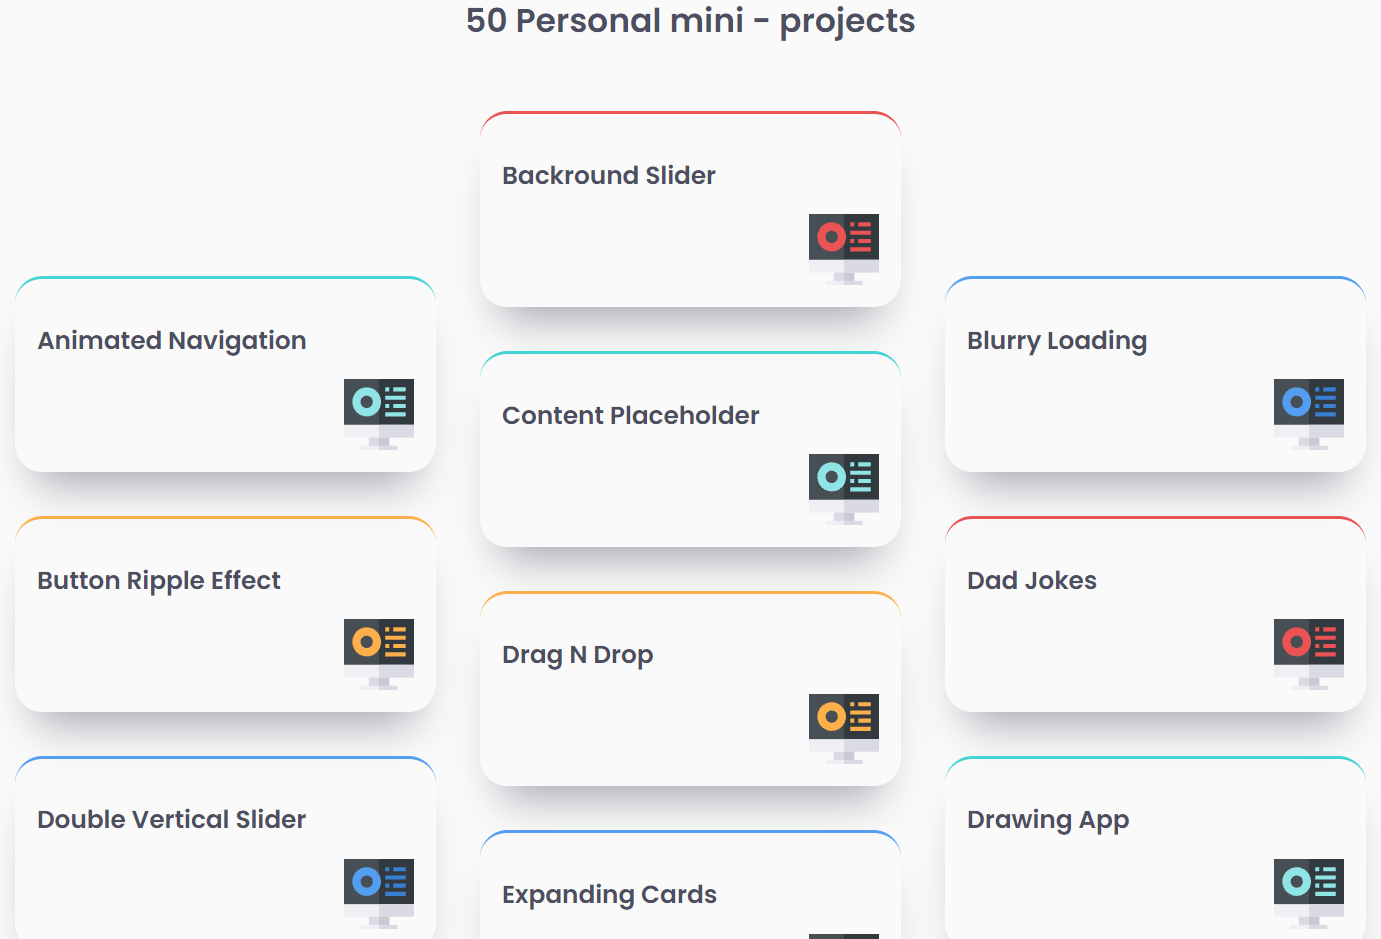 50 Personal mini - projects
Backround Slider
Animated Navigation
Blurry Loading
Content Placeholder
Button Ripple Effect
Dad Jokes
Drag N Drop
Double Vertical Slider
Drawing App
Expanding Cards